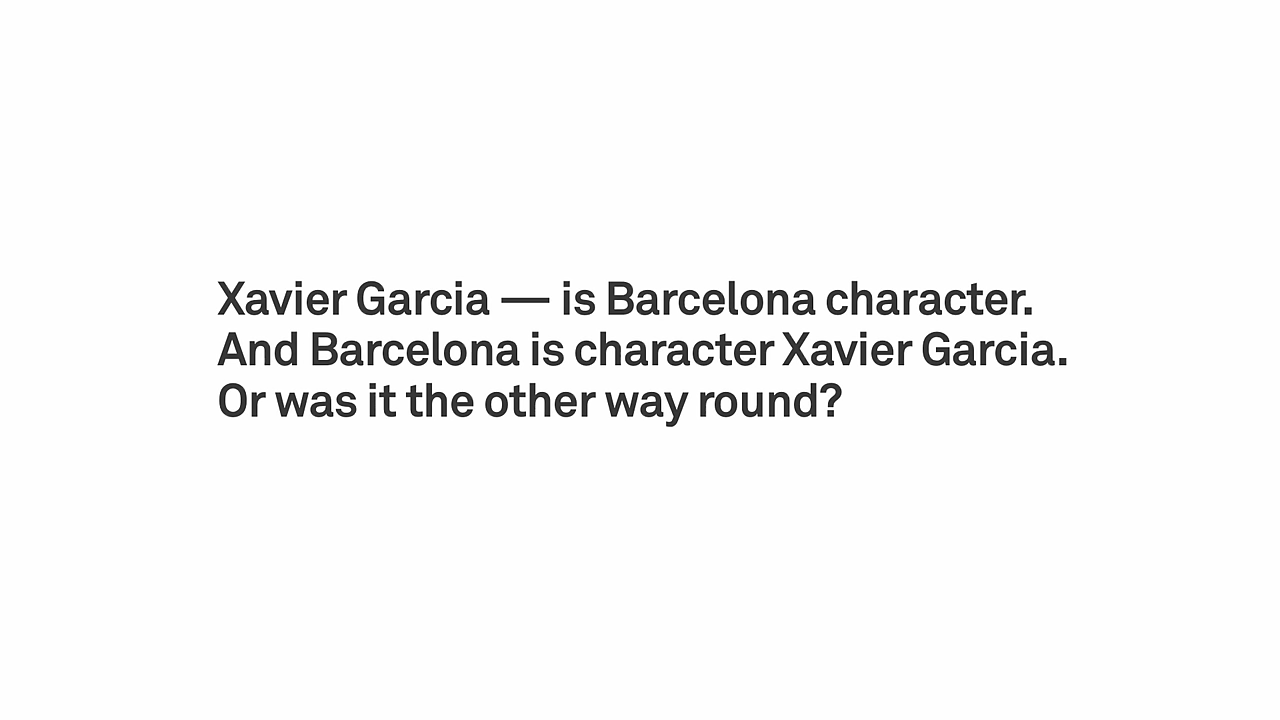 Xavier Garcia — is Barcelona character.
And Barcelona is character Xavier Garcia.
Or was it the other way round?